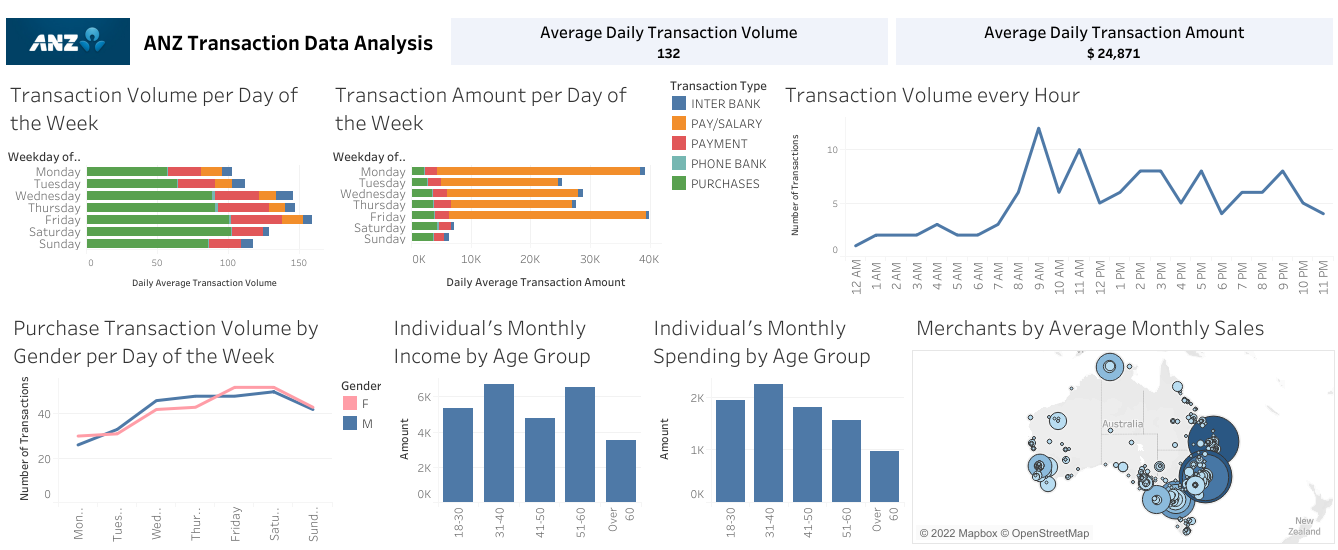 ANZ
ANZ Transaction Data Analysis
Average Daily Transaction Volume
132
Average Daily Transaction Amount
$ 24,871
Transaction Volume per Day of
the Week
Weekday of..
Monday
Tuesday
Wednesday
Thursday
Friday
Saturday
Sunday
0
50
100
150
Daily Average Transaction Volume
Transaction Amount per Day of
the Week
Weekday of..
Monday
Tuesday
Wednesday
Thursday
Friday
Saturday
Sunday
0K
10K
20K
30K
40K
Daily Average Transaction Amount
Transaction Type
INTER BANK
PAY/SALARY
PAYMENT
PHONE BANK
PURCHASES
Transaction Volume every Hour
Number of Transactions
10
5
0
12 AM
1 AM
2 AM
3 AM
4 AM
5 AM
6 AM
7 AM
8 AM
9 AM
10 AM
11 AM
12 PM
1 PM
2 PM
3 PM
4 PM
5 PM
6 PM
7 PM
8 PM
9 PM
10 PM
11 PM
Purchase Transaction Volume by
Gender per Day of the Week
Number of Transactions
40
20
0
Mon..
Tues..
Wed..
Thur..
Friday
Satu..
Sund..
Gender
F
M
Individual's Monthly
Income by Age Group
Amount
6K
4K
2K
0K
18-30
31-40
41-50
51-60
Over
60
Individual's Monthly
Spending by Age Group
Amount
2K
1K
0K
18-30
31-40
41-50
51-60
Over
60
Merchants by Average Monthly Sales
Australia
New
Zealand
© 2022 Mapbox © OpenStreetMap